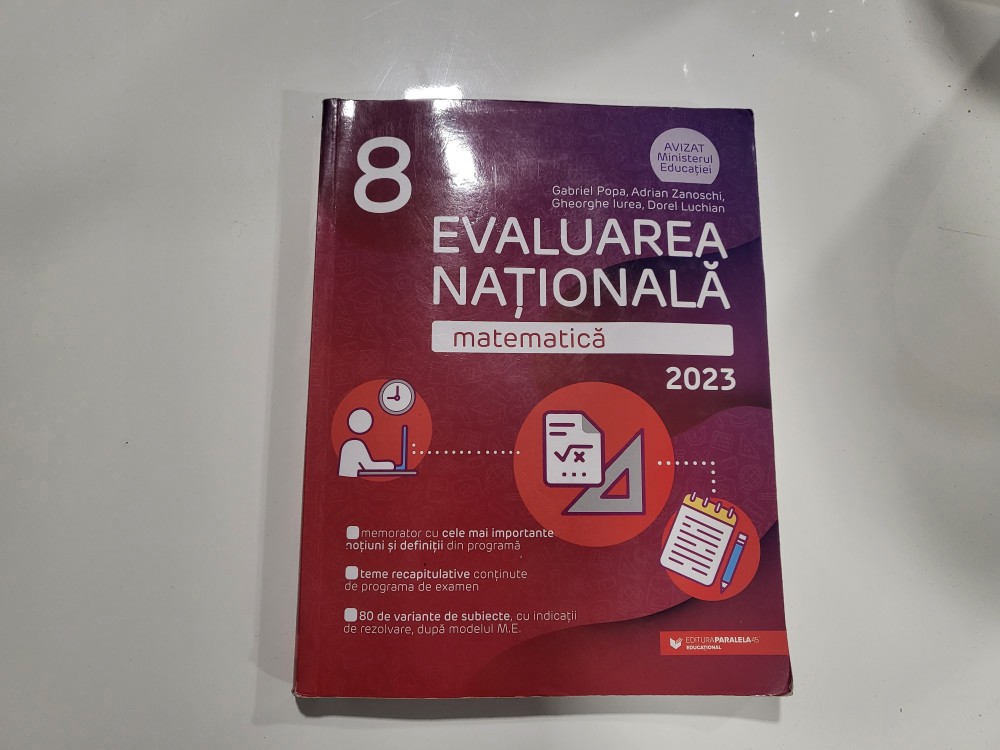 8
AVIZAT
Ministerul
Educației
Gabriel Popa, Adrian Zanoschi,
Gheorghe Iurea, Dorel Luchian
EVALUAREA
NAȚIONALĂ
matematică
2023
√x
memorator cu cele mai importante
noțiuni și definiții din programă
teme recapitulative conținute
de programa de examen
80 de variante de subiecte, cu indicații
de rezolvare, după modelul M.E.
EDITURA PARALELA 45
EDUCAȚIONAL